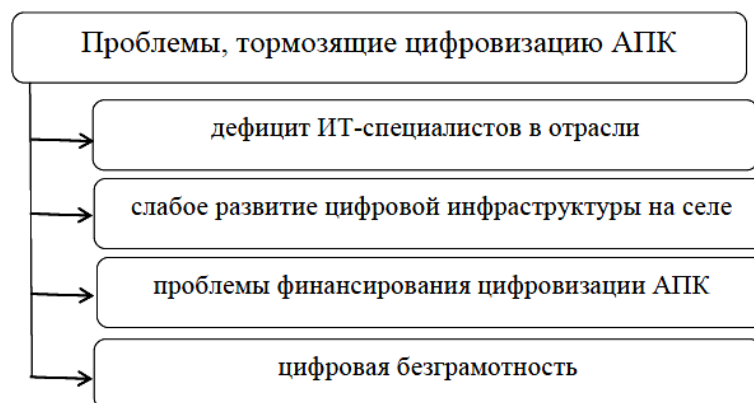 Проблемы, тормозящие цифровизацию АПК
дефицит ИТ-специалистов в отрасли
слабое развитие цифровой инфраструктуры на селе
проблемы финансирования цифровизации АПК
цифровая безграмотность